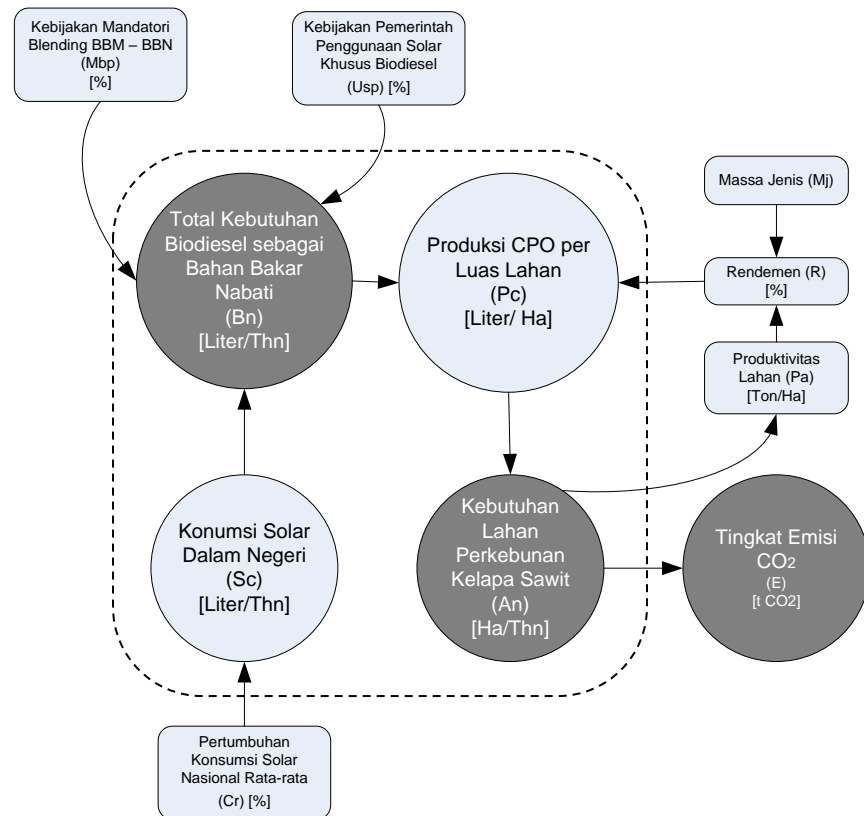 Kebijakan Mandatori
Blending BBM – BBN
(Mbp)
[%]
Kebijakan Pemerintah
Penggunaan Solar
Khusus Biodiesel
(Usp) [%]
Total Kebutuhan
Biodiesel sebagai
Bahan Bakar
Nabati
(Bn)
[Liter/Thn]
Produksi CPO per
Luas Lahan
(Pc)
[Liter/ Ha]
Massa Jenis (Mj)
Rendemen (R)
[%]
Produktivitas
Lahan (Pa)
[Ton/Ha]
Konumsi Solar
Dalam Negeri
(Sc)
[Liter/Thn]
Kebutuhan
Lahan
Perkebunan
Kelapa Sawit
(An)
[Ha/Thn]
Tingkat Emisi
CO2
(E)
[t CO2]
Pertumbuhan
Konsumsi Solar
Nasional Rata-rata
(Cr) [%]